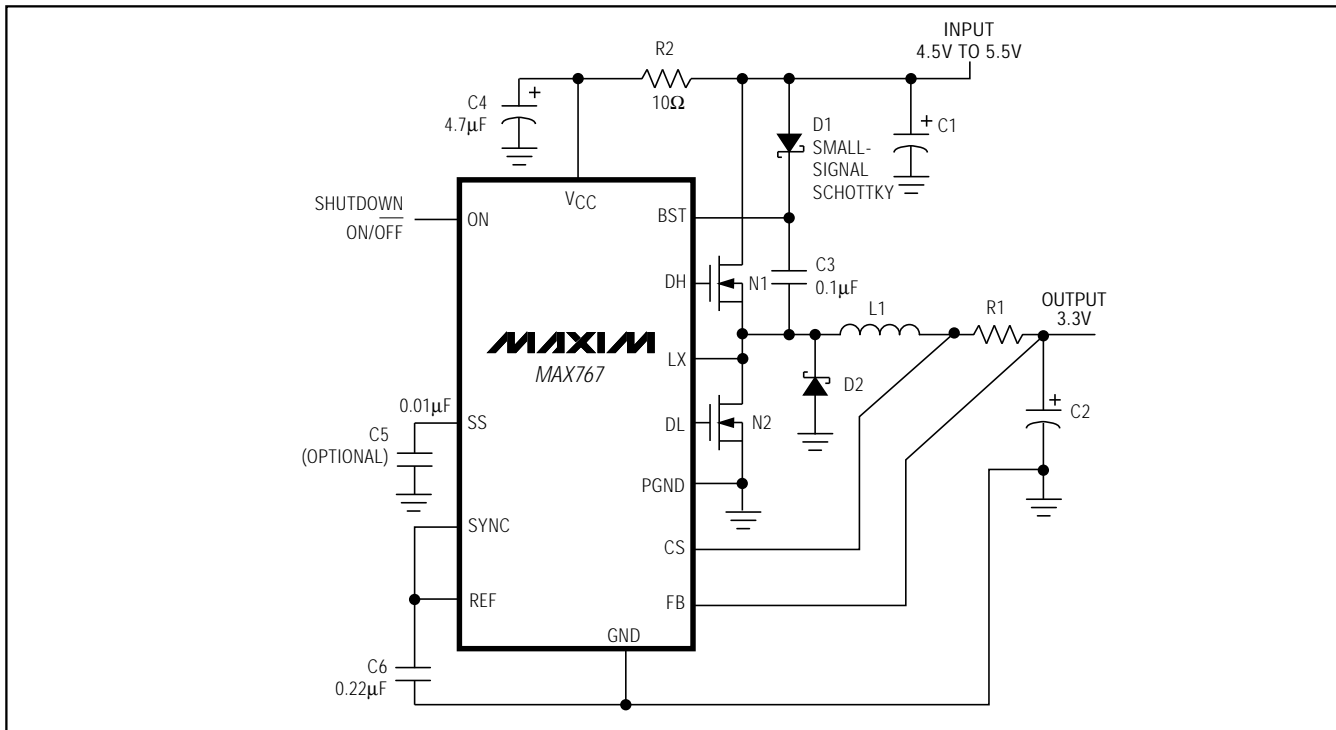 INPUT
4.5V TO 5.5V
R2
10Ω
C4
4.7μF
+
D1
SMALL-
SIGNAL
SCHOTTKY
+
C1
SHUTDOWN
ON/OFF
ON
VCC
BST
DH
N1
C3
0.1μF
L1
R1
OUTPUT
3.3V
MAXIM
MAX767
LX
D2
+
C2
0.01μF
SS
C5
(OPTIONAL)
DL
N2
PGND
SYNC
CS
REF
FB
GND
C6
0.22μF